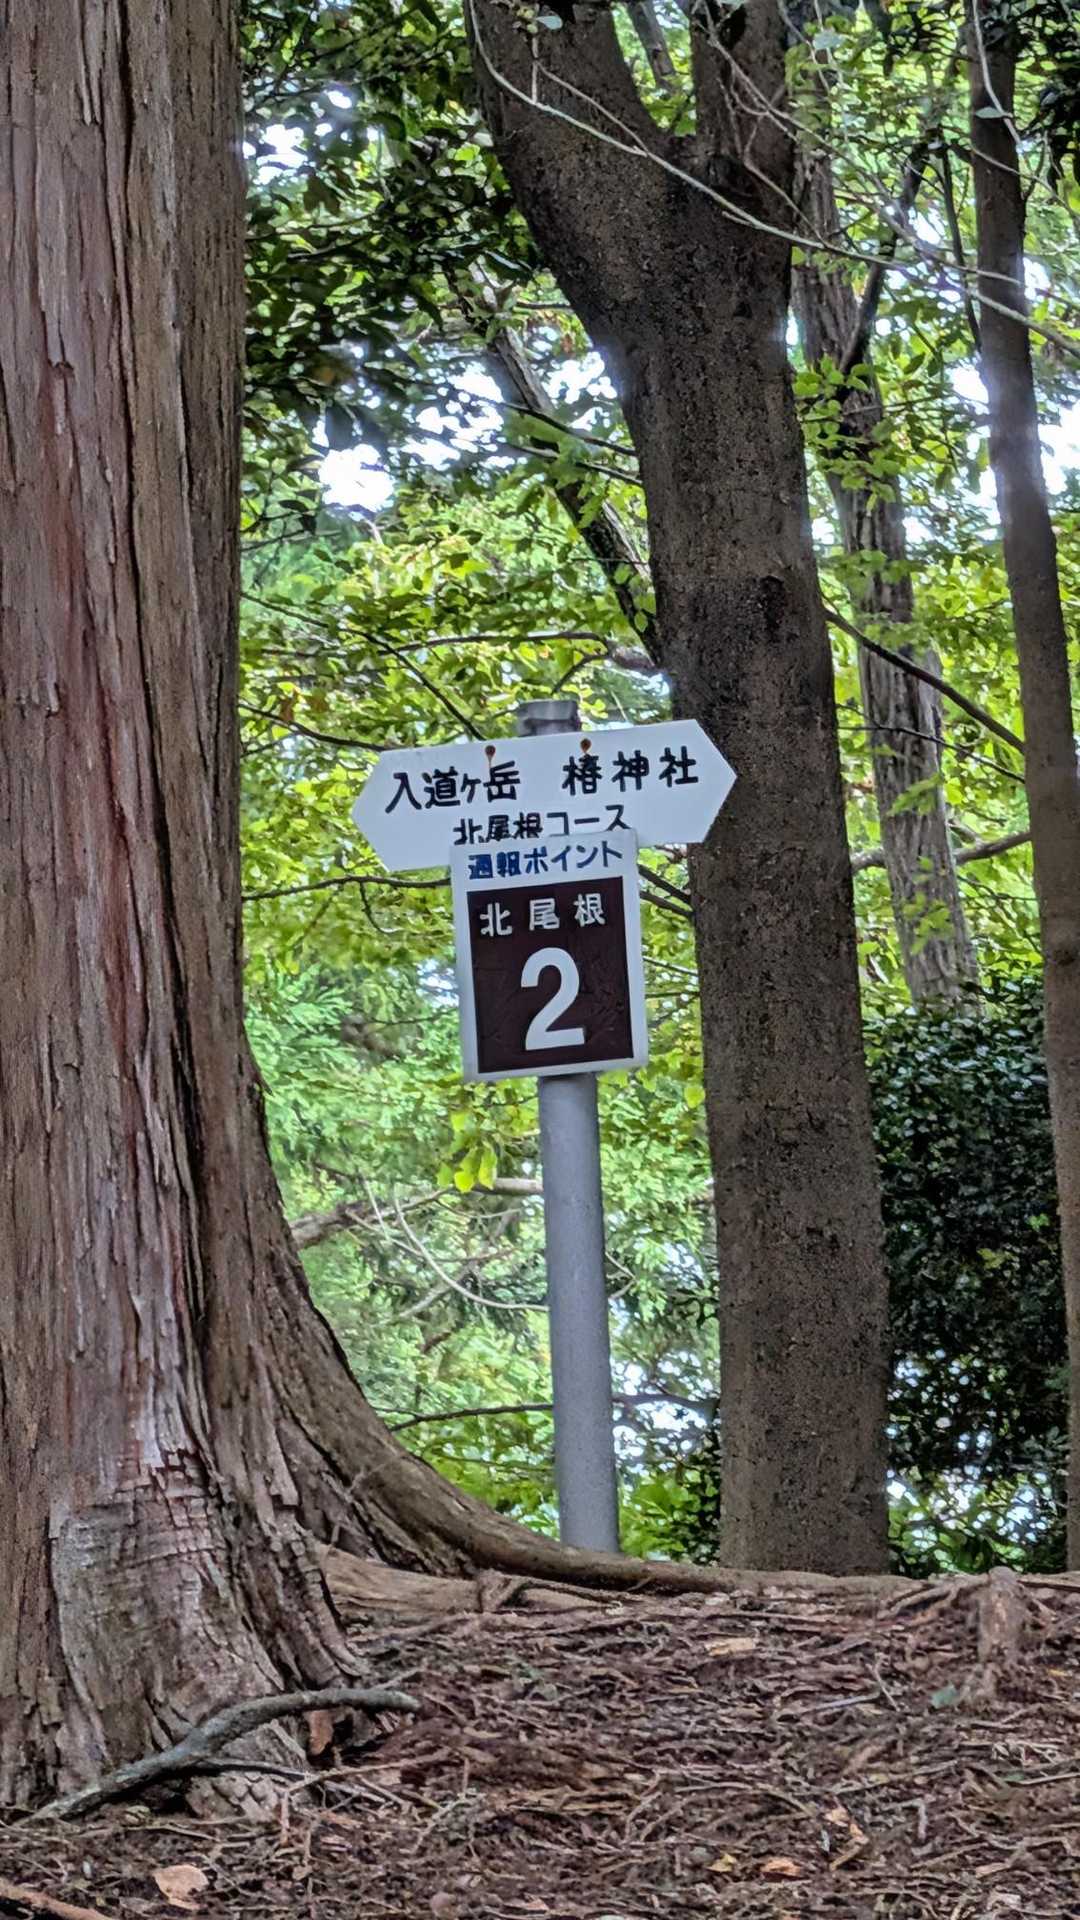 入道ヶ岳 椿神社
北尾根コース
通報ポイント
北尾根
2